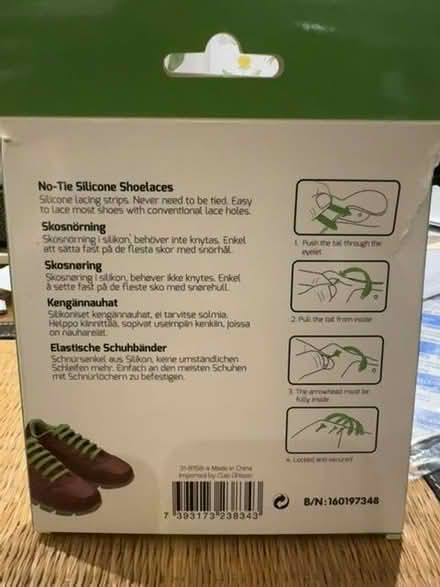 No-Tie Silicone Shoelaces
Silicone lacing strips. Never need to be tied. Easy
to lace most shoes with conventional lace holes.
Skosnörning
Skosnörning i silikon, behöver inte knytas. Enkel
att sätta fast på de flesta skor med snörhål.
Skosnøring
Skosnøring i silikon, behøver ikke knytes. Enkel
å sette fast på de fleste sko med snørehull.
Kengännauhat
Silikoniset kengännauhat, ei tarvitse solmia.
Helppo kiinnittää, sopivat useimpiin kenkiin, joissa
on nauhareiät.
Elastische Schuhbänder
Schnürsenkel aus Silikon, keine umständlichen
Schleifen mehr. Einfach an den meisten Schuhen
mit Schnürlöchern zu befestigen.
1. Push the tail through the
eyelet
2. Pull the tail from inside
3. The arrowhead must be
fully inside
4. Locked and secured
31-8158-4 Made in China
Imported by Clas Ohlson
7 393173 238343
B/N: 160197348